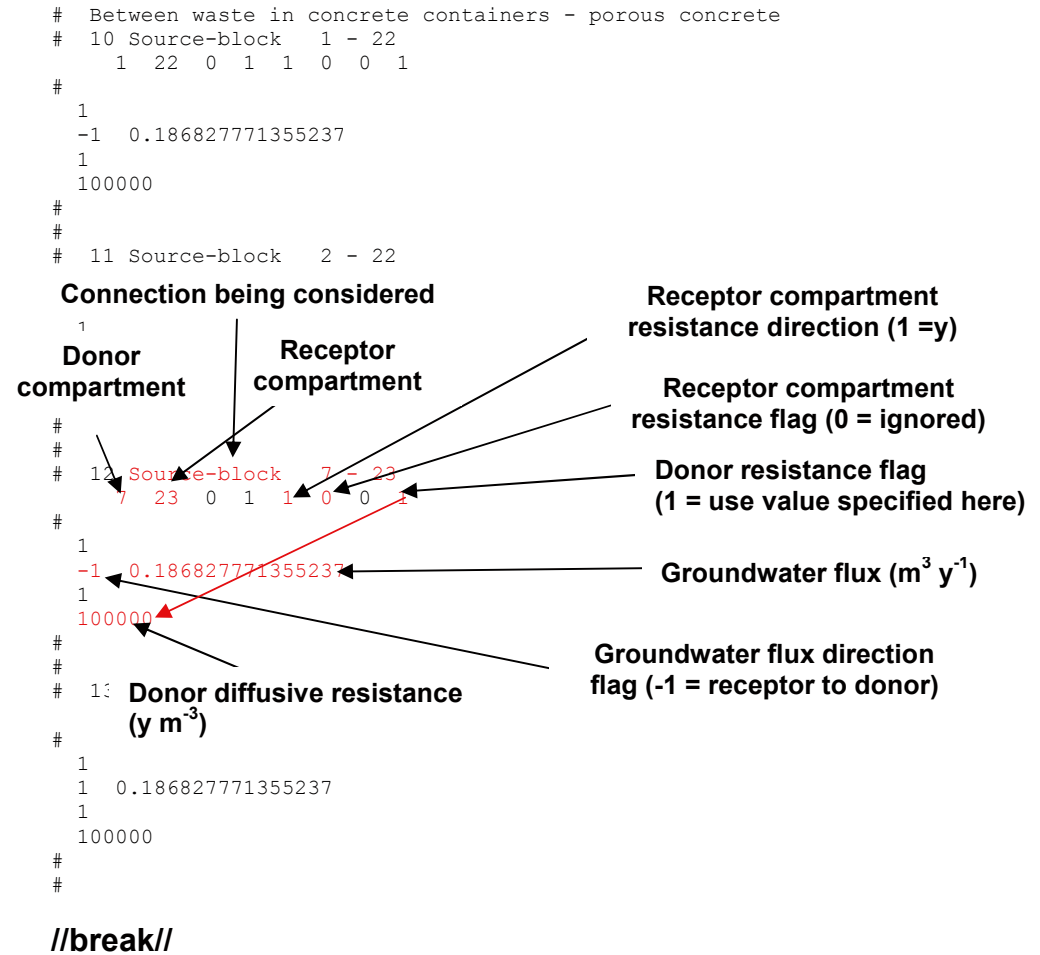 # Between waste in concrete containers - porous concrete
# 10 Source-block 1 - 22
1 22 0 1 1 0 0 1
#
1
-1 0.186827771355237
1
100000
#
#
# 11 Source-block 2 - 22
Connection being considered
Receptor compartment
resistance direction (1 =y)
1
Donor
compartment
Receptor
compartment
Receptor compartment
resistance flag (0 = ignored)
#
#
# 12 Source-block 7 - 23
7 23 0 1 1 0 0 1
Donor resistance flag
(1 = use value specified here)
#
1
-1 0.186827771355237
Groundwater flux (m³ y⁻¹)
1
100000
#
#
Groundwater flux direction
flag (-1 = receptor to donor)
# 13
Donor diffusive resistance
(y m⁻³)
#
1
1 0.186827771355237
1
100000
#
#
//break//